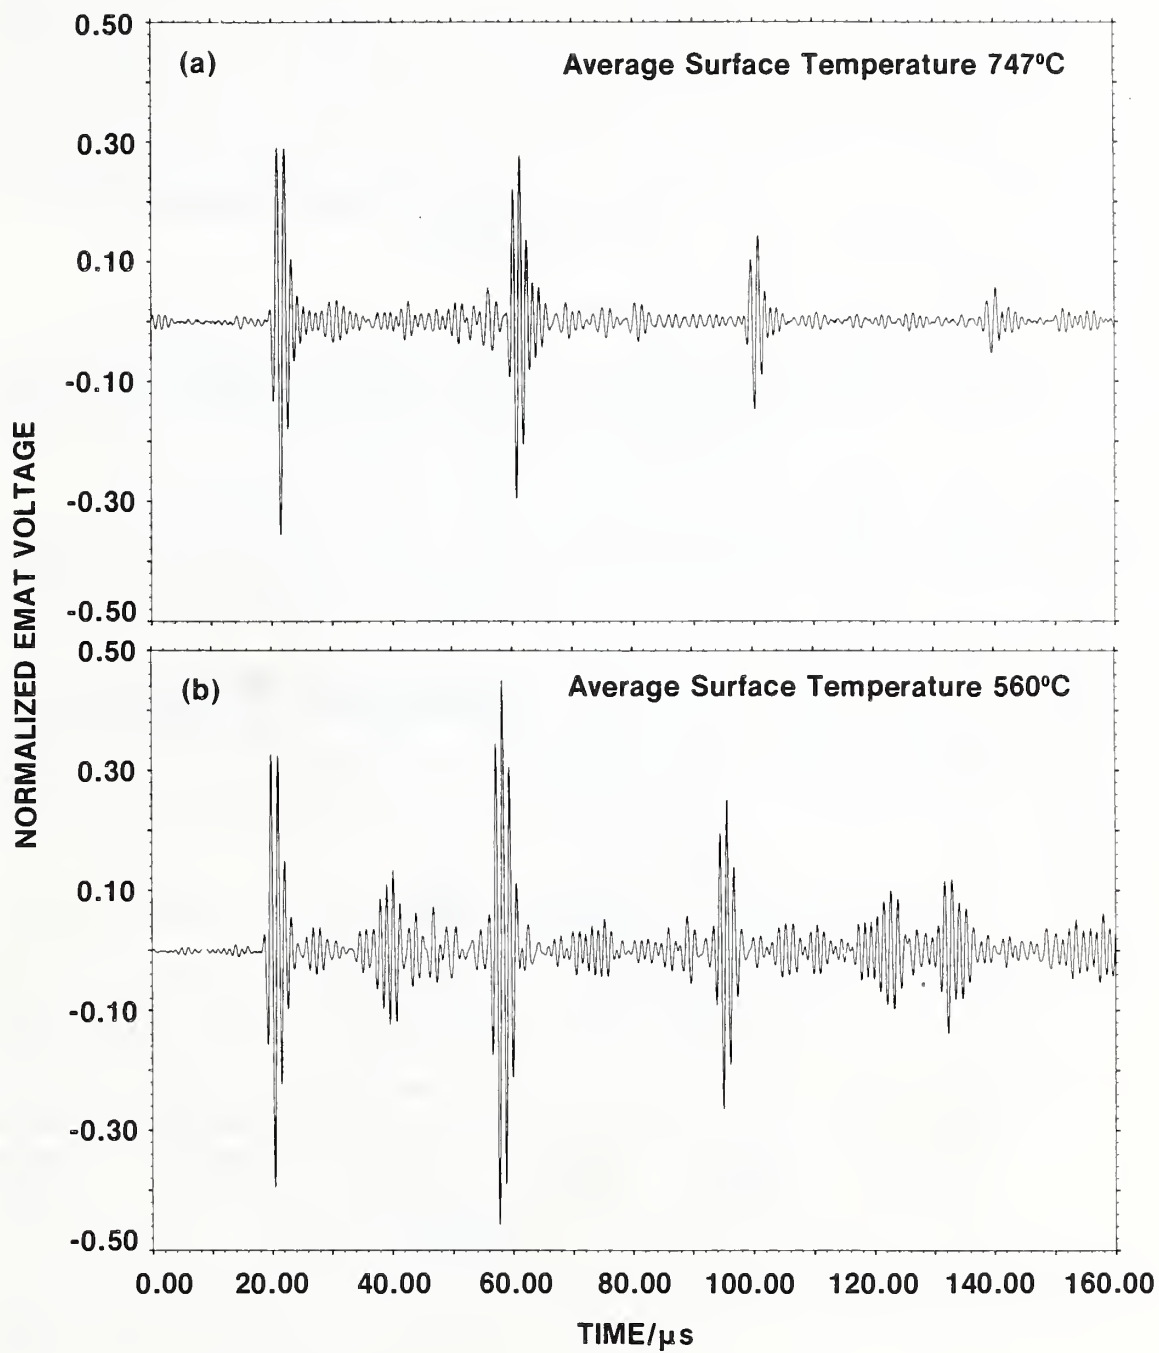 NORMALIZED EMAT VOLTAGE
0.50
(a)
Average Surface Temperature 747ºC
0.30
0.10
-0.10
-0.30
-0.50
0.50
(b)
Average Surface Temperature 560ºC
0.30
0.10
-0.10
-0.30
-0.50
0.00 20.00 40.00 60.00 80.00 100.00 120.00 140.00 160.00
TIME/μs